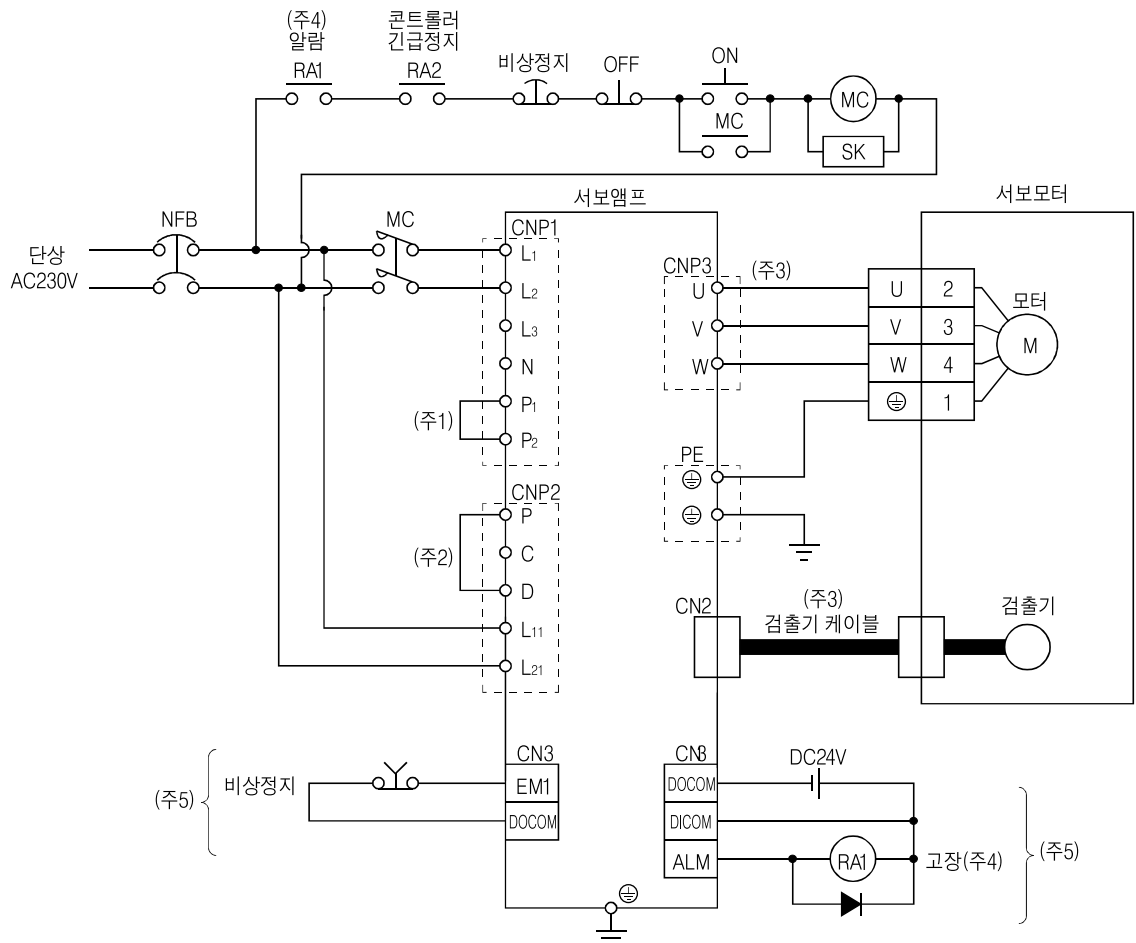 (주4)
알람
RA1
콘트롤러
긴급정지
RA2
비상정지
OFF
ON
MC
MC
SK
서보앰프
서보모터
NFB
MC
단상
AC230V
CNP1
L1
L2
L3
N
P1
P2
(주1)
CNP3
U
V
W
(주3)
U 2
V 3
W 4
1
모터
M
PE
CNP2
P
C
D
L11
L21
(주2)
CN2
(주3)
검출기 케이블
검출기
(주5)
비상정지
CN3
EM1
DOCOM
CN3
DOCOM
DICOM
ALM
DC24V
RA1
고장(주4)
(주5)